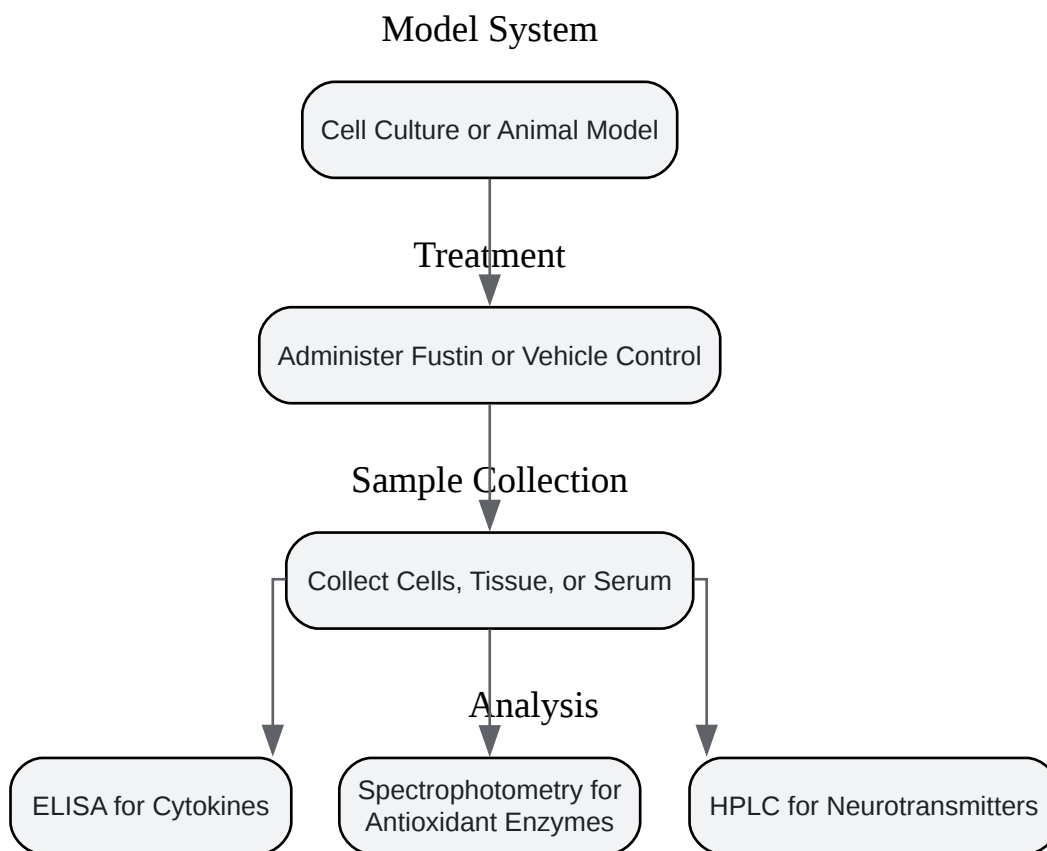 Model System
Cell Culture or Animal Model
Treatment
Administer Fustin or Vehicle Control
Sample Collection
Collect Cells, Tissue, or Serum
Analysis
ELISA for Cytokines
Spectrophotometry for
Antioxidant Enzymes
HPLC for Neurotransmitters